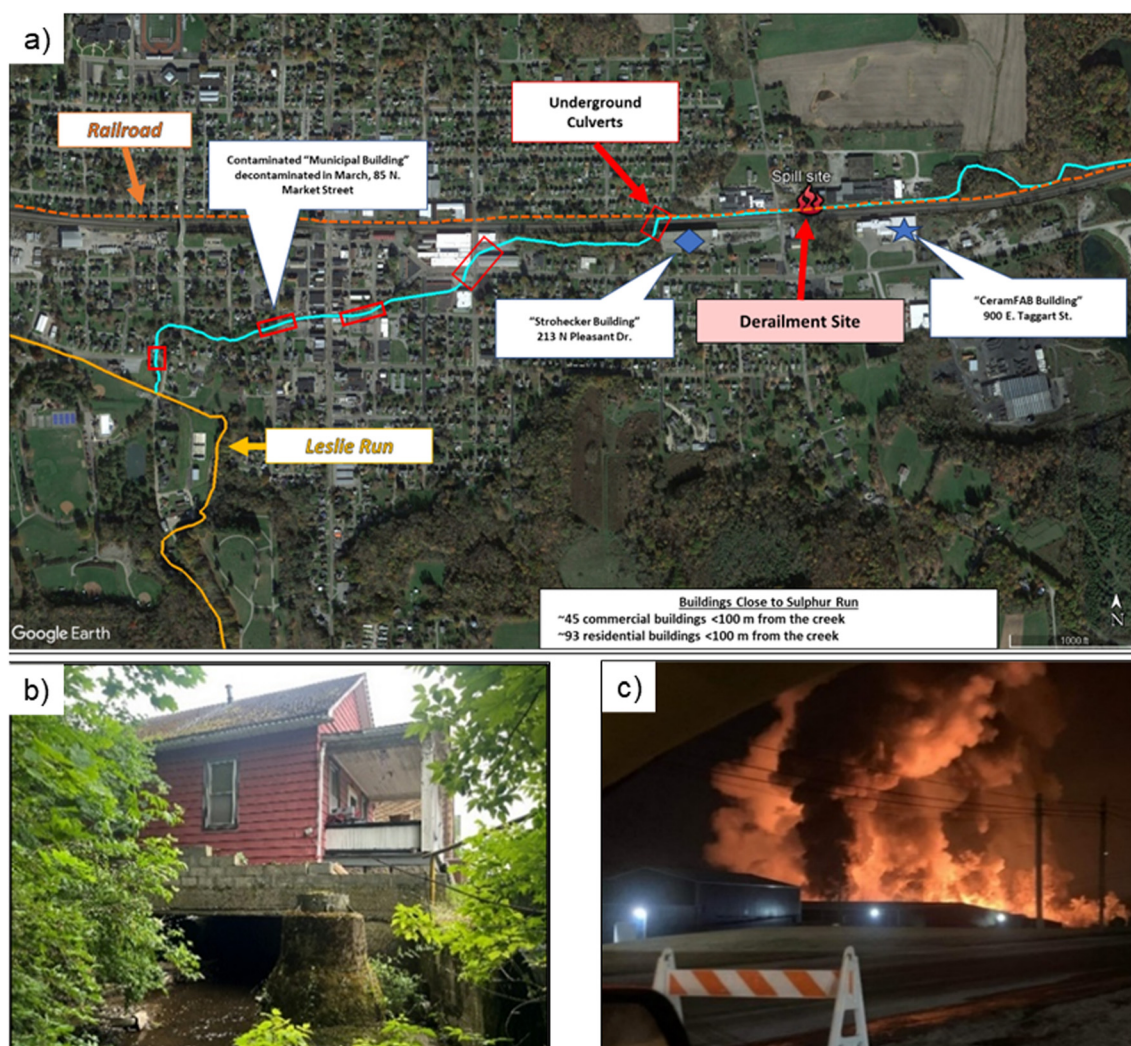 a)
Railroad
Contaminated “Municipal Building”
decontaminated in March, 85 N.
Market Street
Underground
Culverts
Spill site
“Strohecker Building”
213 N Pleasant Dr.
Derailment Site
“CeramFAB Building”
900 E. Taggart St.
Leslie Run
Buildings Close to Sulphur Run
~45 commercial buildings <100 m from the creek
~93 residential buildings <100 m from the creek
N
Google Earth
1000 ft
b)
c)